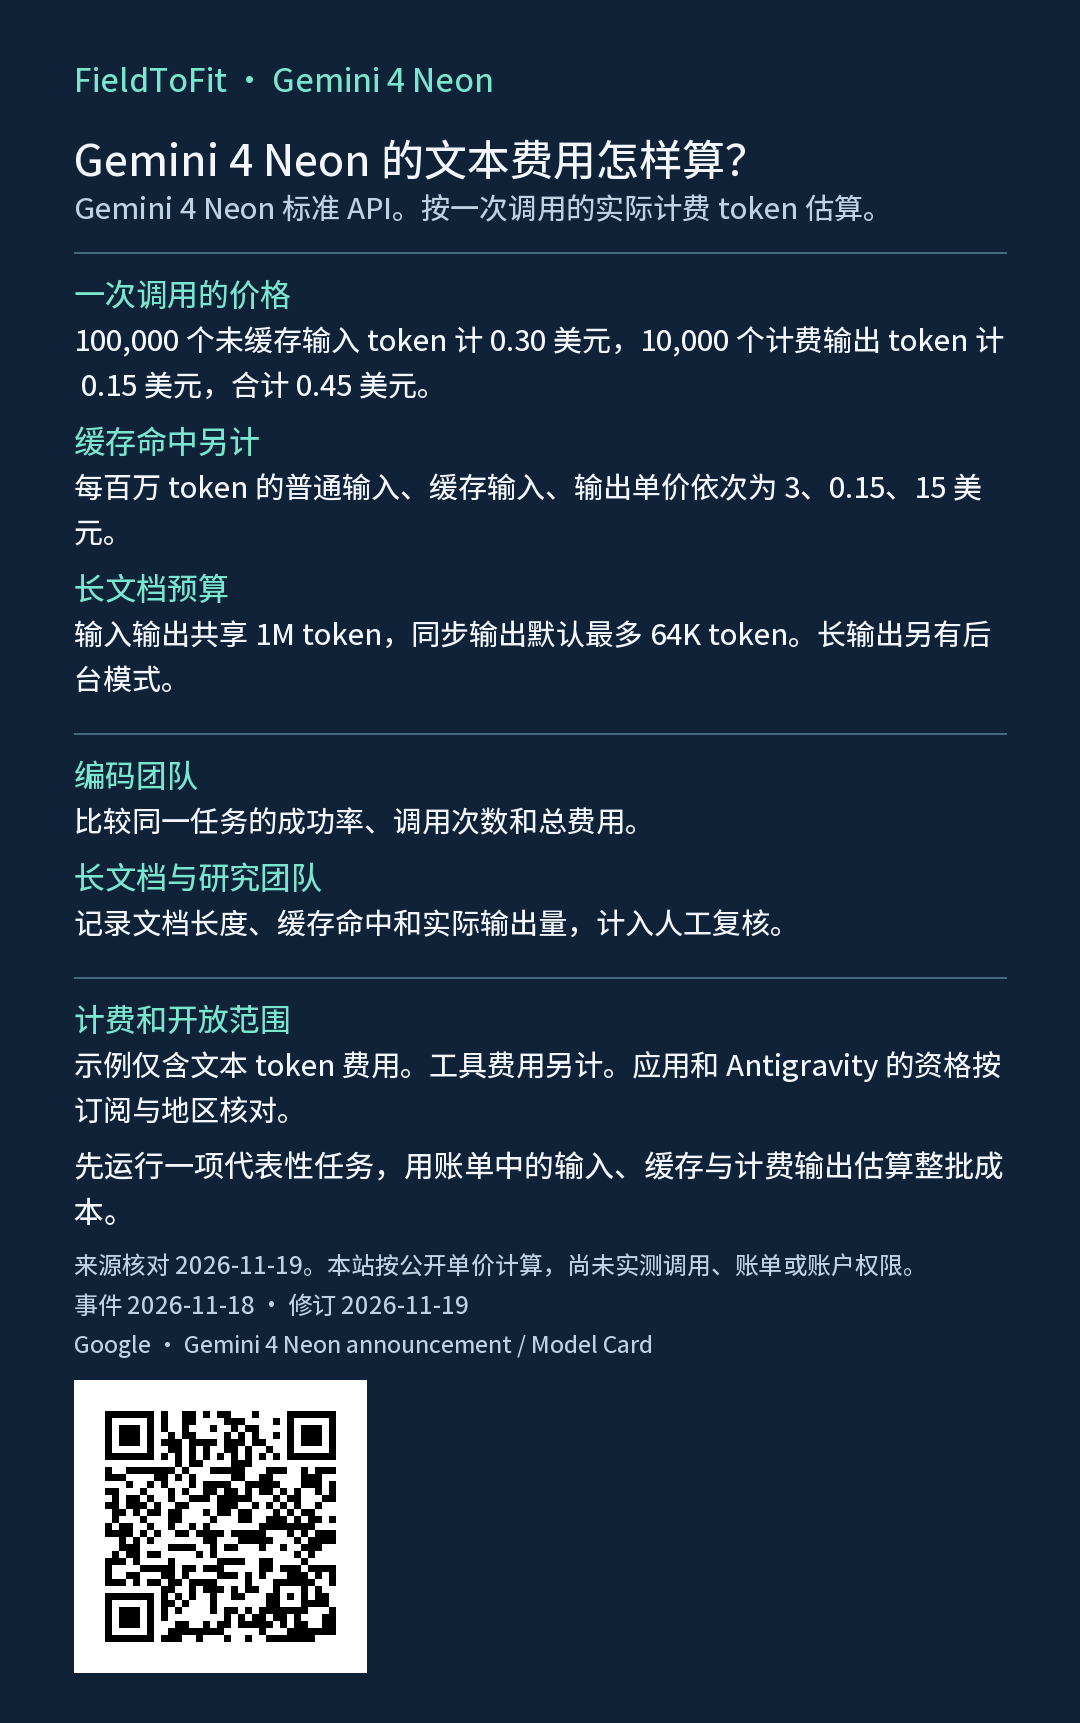 FieldToFit · Gemini 4 Neon
Gemini 4 Neon 的文本费用怎样算？
Gemini 4 Neon 标准 API。按一次调用的实际计费 token 估算。
一次调用的价格
100,000 个未缓存输入 token 计 0.30 美元，10,000 个计费输出 token 计
0.15 美元，合计 0.45 美元。
缓存命中另计
每百万 token 的普通输入、缓存输入、输出单价依次为 3、0.15、15 美
元。
长文档预算
输入输出共享 1M token，同步输出默认最多 64K token。长输出另有后
台模式。
编码团队
比较同一任务的成功率、调用次数和总费用。
长文档与研究团队
记录文档长度、缓存命中和实际输出量，计入人工复核。
计费和开放范围
示例仅含文本 token 费用。工具费用另计。应用和 Antigravity 的资格按
订阅与地区核对。
先运行一项代表性任务，用账单中的输入、缓存与计费输出估算整批成
本。
来源核对 2026-11-19。本站按公开单价计算，尚未实测调用、账单或账户权限。
事件 2026-11-18 · 修订 2026-11-19
Google · Gemini 4 Neon announcement / Model Card